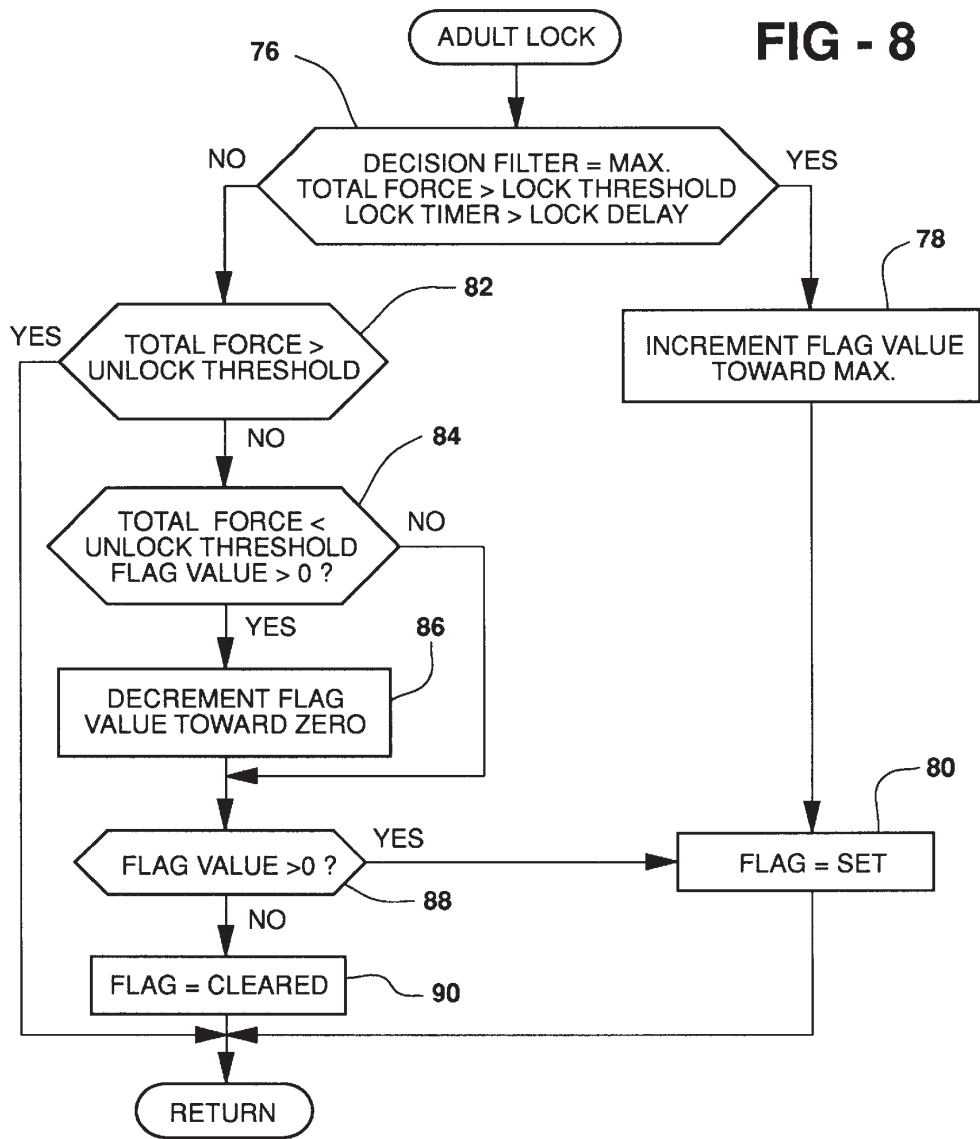 ADULT LOCK
FIG - 8
76
NO
DECISION FILTER = MAX.
TOTAL FORCE > LOCK THRESHOLD
LOCK TIMER > LOCK DELAY
YES
78
82
YES
TOTAL FORCE >
UNLOCK THRESHOLD
INCREMENT FLAG VALUE
TOWARD MAX.
NO
84
TOTAL FORCE <
UNLOCK THRESHOLD
FLAG VALUE > 0 ?
NO
YES
86
DECREMENT FLAG
VALUE TOWARD ZERO
80
FLAG VALUE >0 ?
YES
FLAG = SET
88
NO
FLAG = CLEARED
90
RETURN